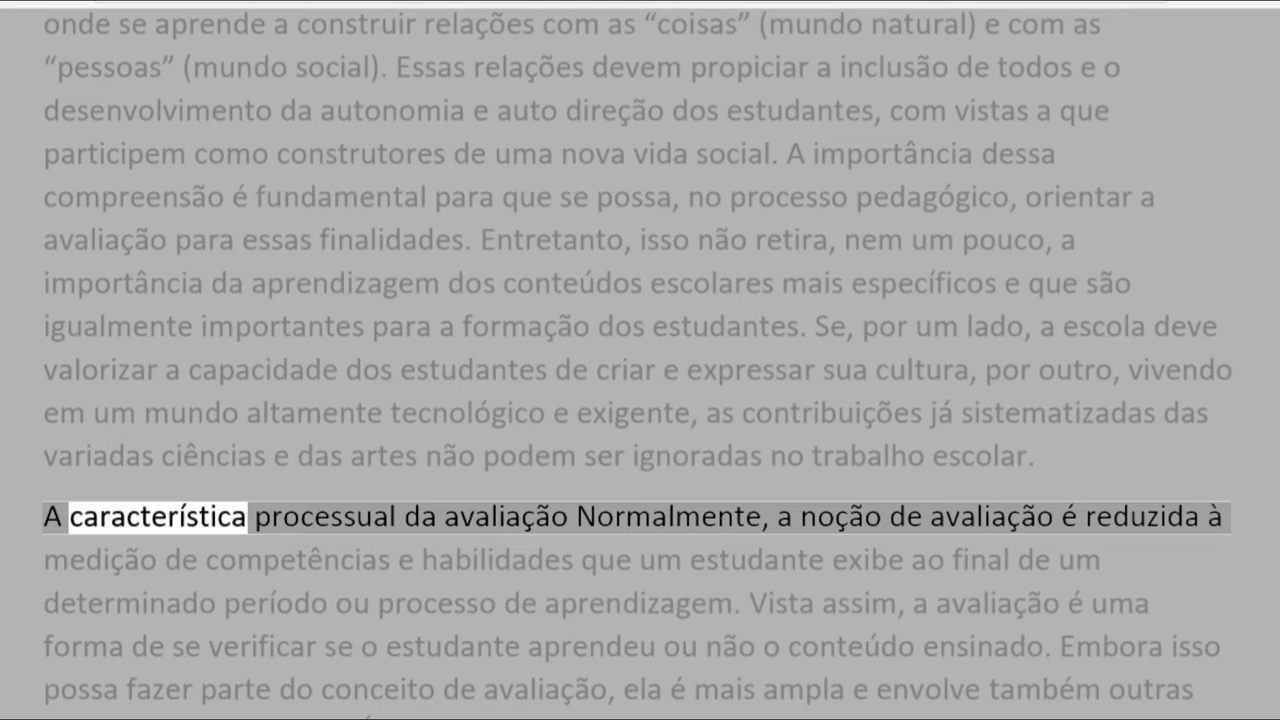 onde se aprende a construir relações com as “coisas” (mundo natural) e com as
“pessoas” (mundo social). Essas relações devem propiciar a inclusão de todos e o
desenvolvimento da autonomia e auto direção dos estudantes, com vistas a que
participem como construtores de uma nova vida social. A importância dessa
compreensão é fundamental para que se possa, no processo pedagógico, orientar a
avaliação para essas finalidades. Entretanto, isso não retira, nem um pouco, a
importância da aprendizagem dos conteúdos escolares mais específicos e que são
igualmente importantes para a formação dos estudantes. Se, por um lado, a escola deve
valorizar a capacidade dos estudantes de criar e expressar sua cultura, por outro, vivendo
em um mundo altamente tecnológico e exigente, as contribuições já sistematizadas das
variadas ciências e das artes não podem ser ignoradas no trabalho escolar.
A característica processual da avaliação Normalmente, a noção de avaliação é reduzida à
medição de competências e habilidades que um estudante exibe ao final de um
determinado período ou processo de aprendizagem. Vista assim, a avaliação é uma
forma de se verificar se o estudante aprendeu ou não o conteúdo ensinado. Embora isso
possa fazer parte do conceito de avaliação, ela é mais ampla e envolve também outras